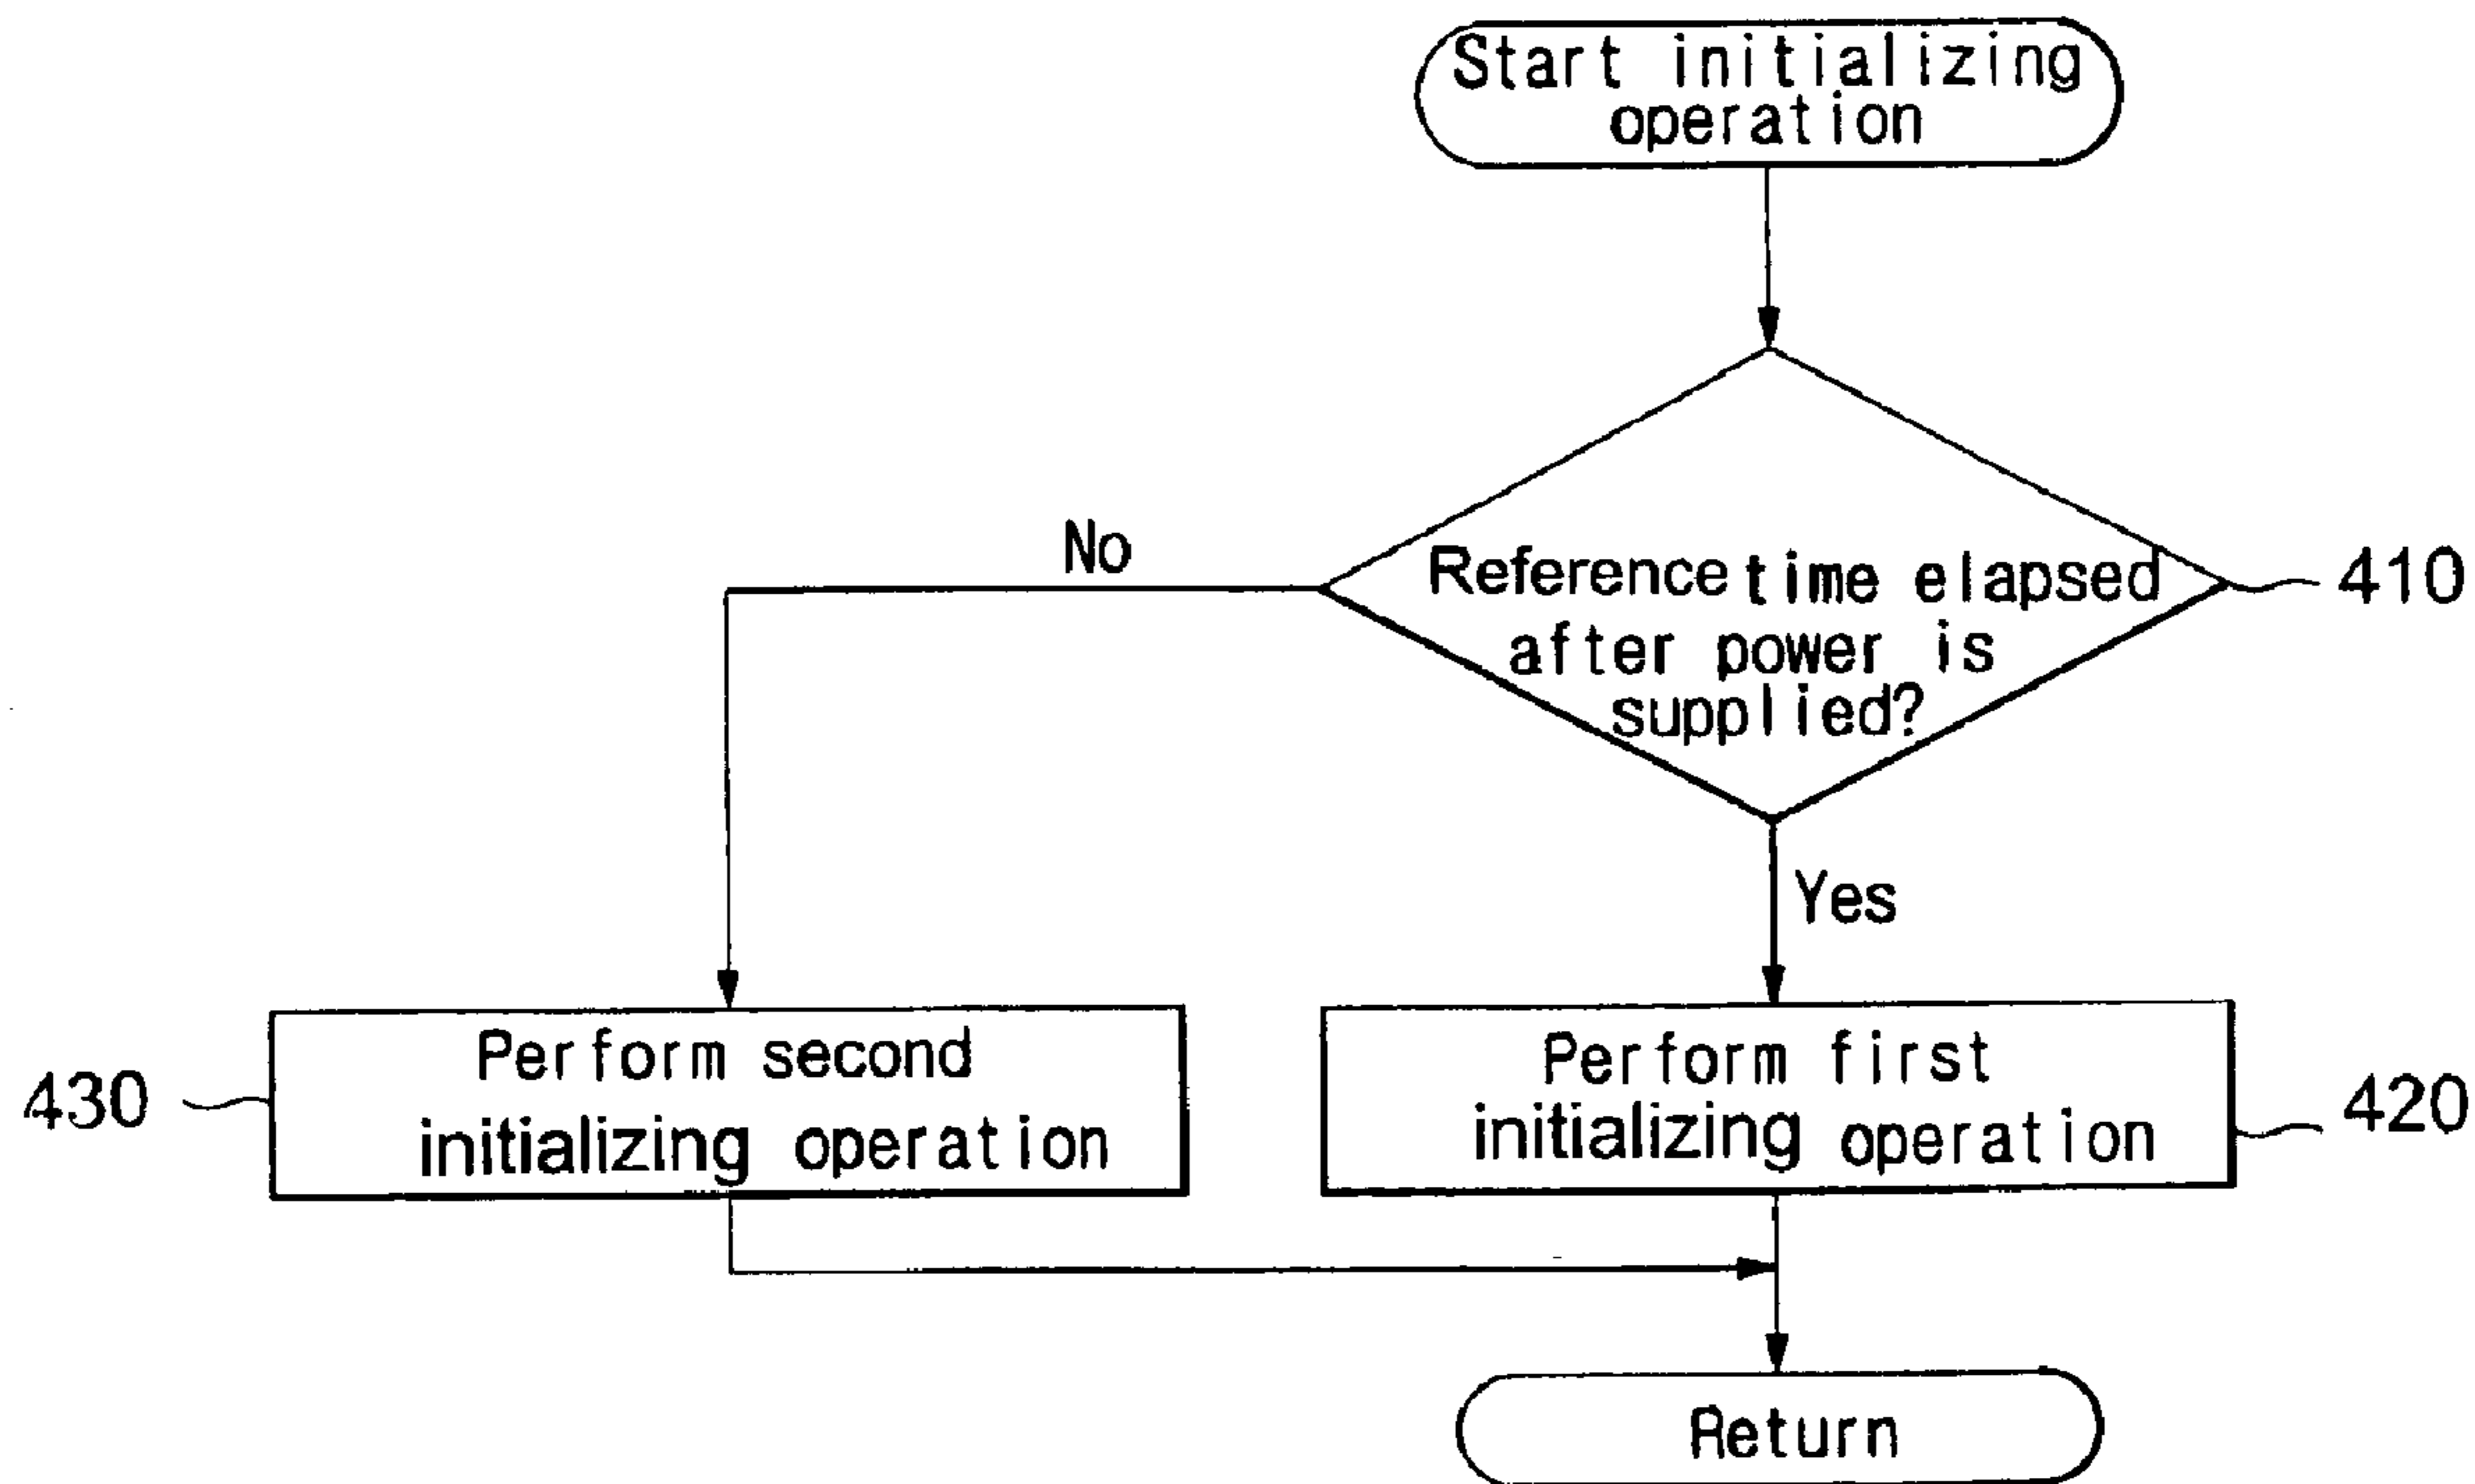 Start initializing
operation
No
Reference time elapsed
after power is
supplied?
410
Yes
430
Perform second
initializing operation
Perform first
initializing operation
420
Return